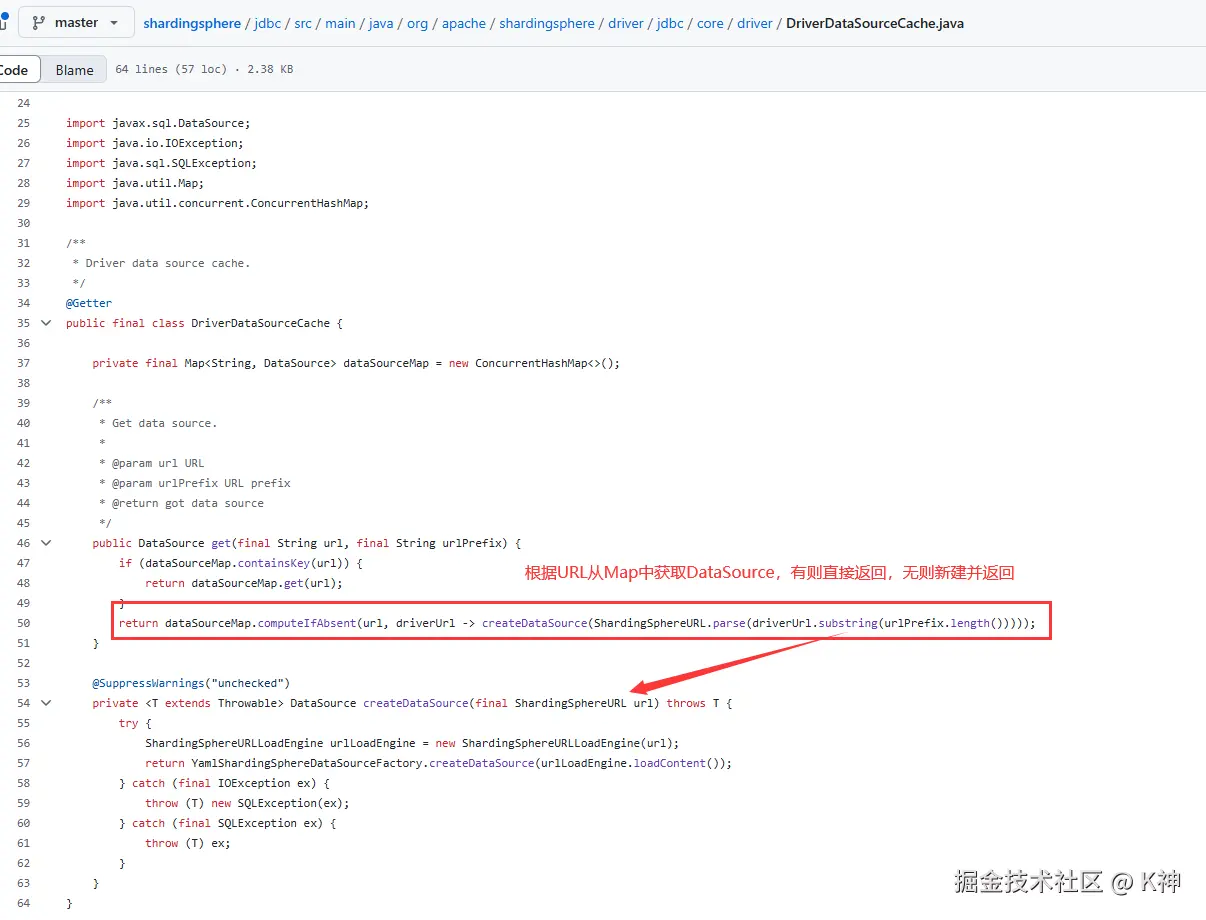 master shardingsphere / jdbc / src / main / java / org / apache / shardingsphere / driver / jdbc / core / driver / DriverDataSourceCache.java
Code Blame 64 lines (57 loc) · 2.38 KB
24
25 import javax.sql.DataSource;
26 import java.io.IOException;
27 import java.sql.SQLException;
28 import java.util.Map;
29 import java.util.concurrent.ConcurrentHashMap;
30
31 /**
32 * Driver data source cache.
33 */
34 @Getter
35 public final class DriverDataSourceCache {
36
37 private final Map<String, DataSource> dataSourceMap = new ConcurrentHashMap<>();
38
39 /**
40 * Get data source.
41 *
42 * @param url URL
43 * @param urlPrefix URL prefix
44 * @return got data source
45 */
46 public DataSource get(final String url, final String urlPrefix) {
47 if (dataSourceMap.containsKey(url)) {
根据URL从Map中获取DataSource，有则直接返回，无则新建并返回
48 return dataSourceMap.get(url);
49 }
50 return dataSourceMap.computeIfAbsent(url, driverUrl -> createDataSource(ShardingSphereURL.parse(driverUrl.substring(urlPrefix.length()))));
51 }
52
53 @SuppressWarnings("unchecked")
54 private <T extends Throwable> DataSource createDataSource(final ShardingSphereURL url) throws T {
55 try {
56 ShardingSphereURLLoadEngine urlLoadEngine = new ShardingSphereURLLoadEngine(url);
57 return YamlShardingSphereDataSourceFactory.createDataSource(urlLoadEngine.loadContent());
58 } catch (final IOException ex) {
59 throw (T) new SQLException(ex);
60 } catch (final SQLException ex) {
61 throw (T) ex;
62 }
63 }
64 }
掘金技术社区 @ K神